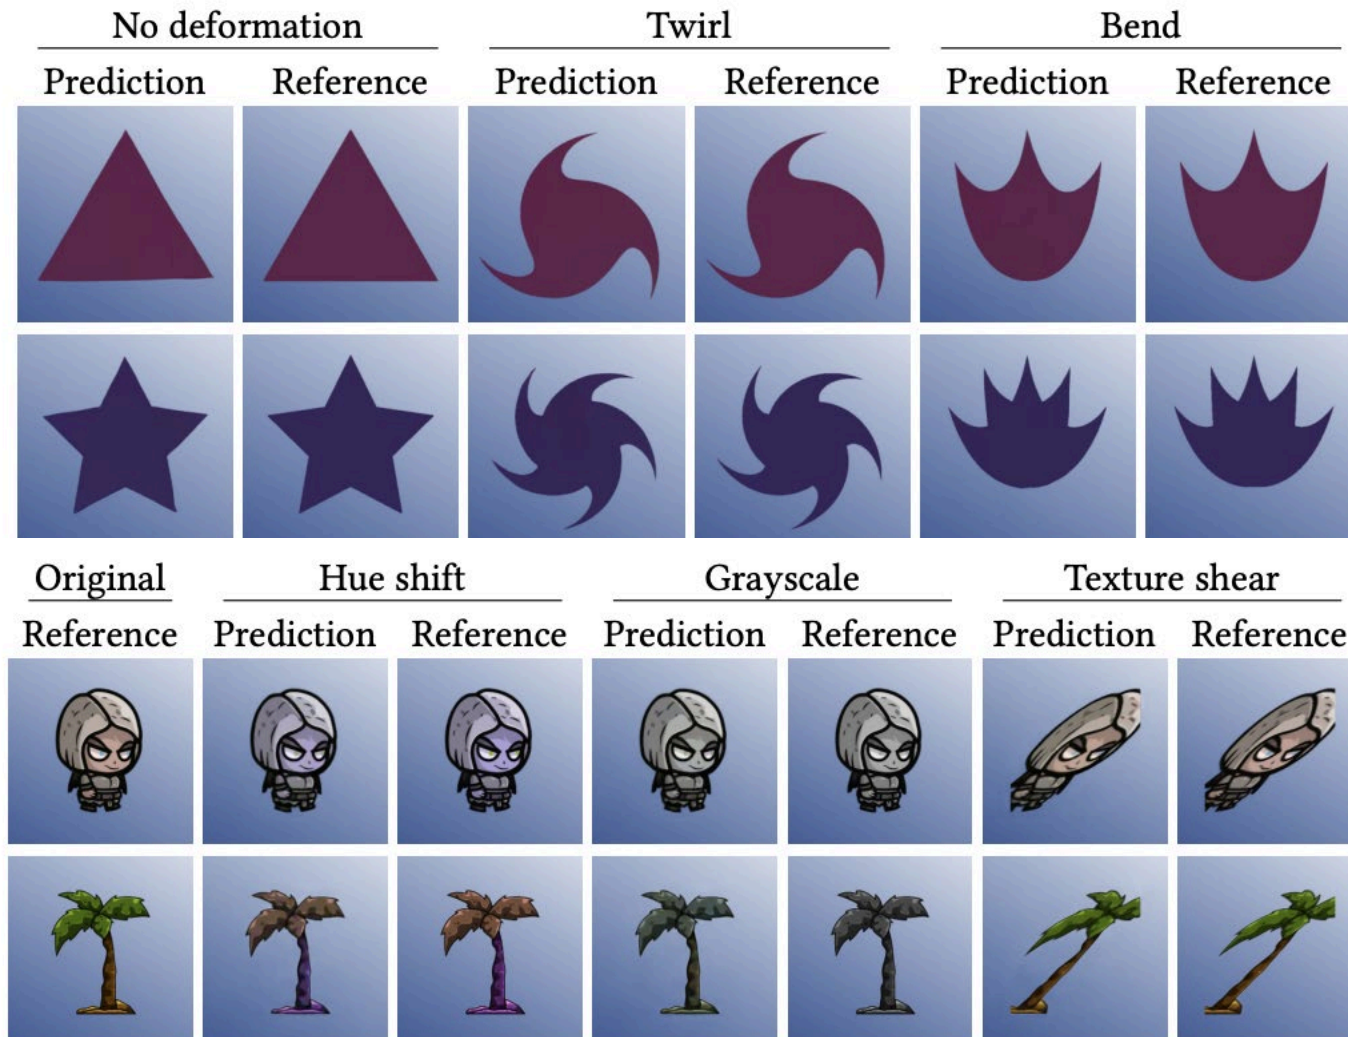 No deformation Twirl Bend
Prediction Reference Prediction Reference Prediction Reference
Original Hue shift Grayscale Texture shear
Reference Prediction Reference Prediction Reference Prediction Reference